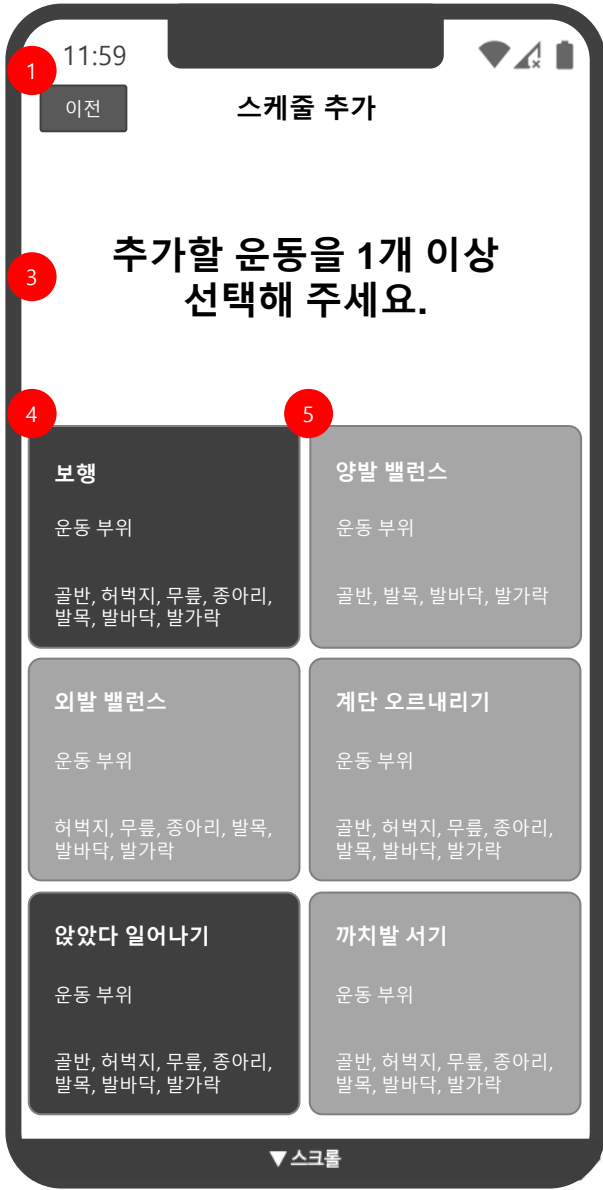 11:59
1
이전
스케줄 추가
3
추가할 운동을 1개 이상
선택해 주세요.
4
보행
운동 부위
골반, 허벅지, 무릎, 종아리,
발목, 발바닥, 발가락
5
양발 밸런스
운동 부위
골반, 발목, 발바닥, 발가락
외발 밸런스
운동 부위
허벅지, 무릎, 종아리, 발목,
발바닥, 발가락
계단 오르내리기
운동 부위
골반, 허벅지, 무릎, 종아리,
발목, 발바닥, 발가락
앉았다 일어나기
운동 부위
골반, 허벅지, 무릎, 종아리,
발목, 발바닥, 발가락
까치발 서기
운동 부위
골반, 허벅지, 무릎, 종아리,
발목, 발바닥, 발가락
▼스크롤